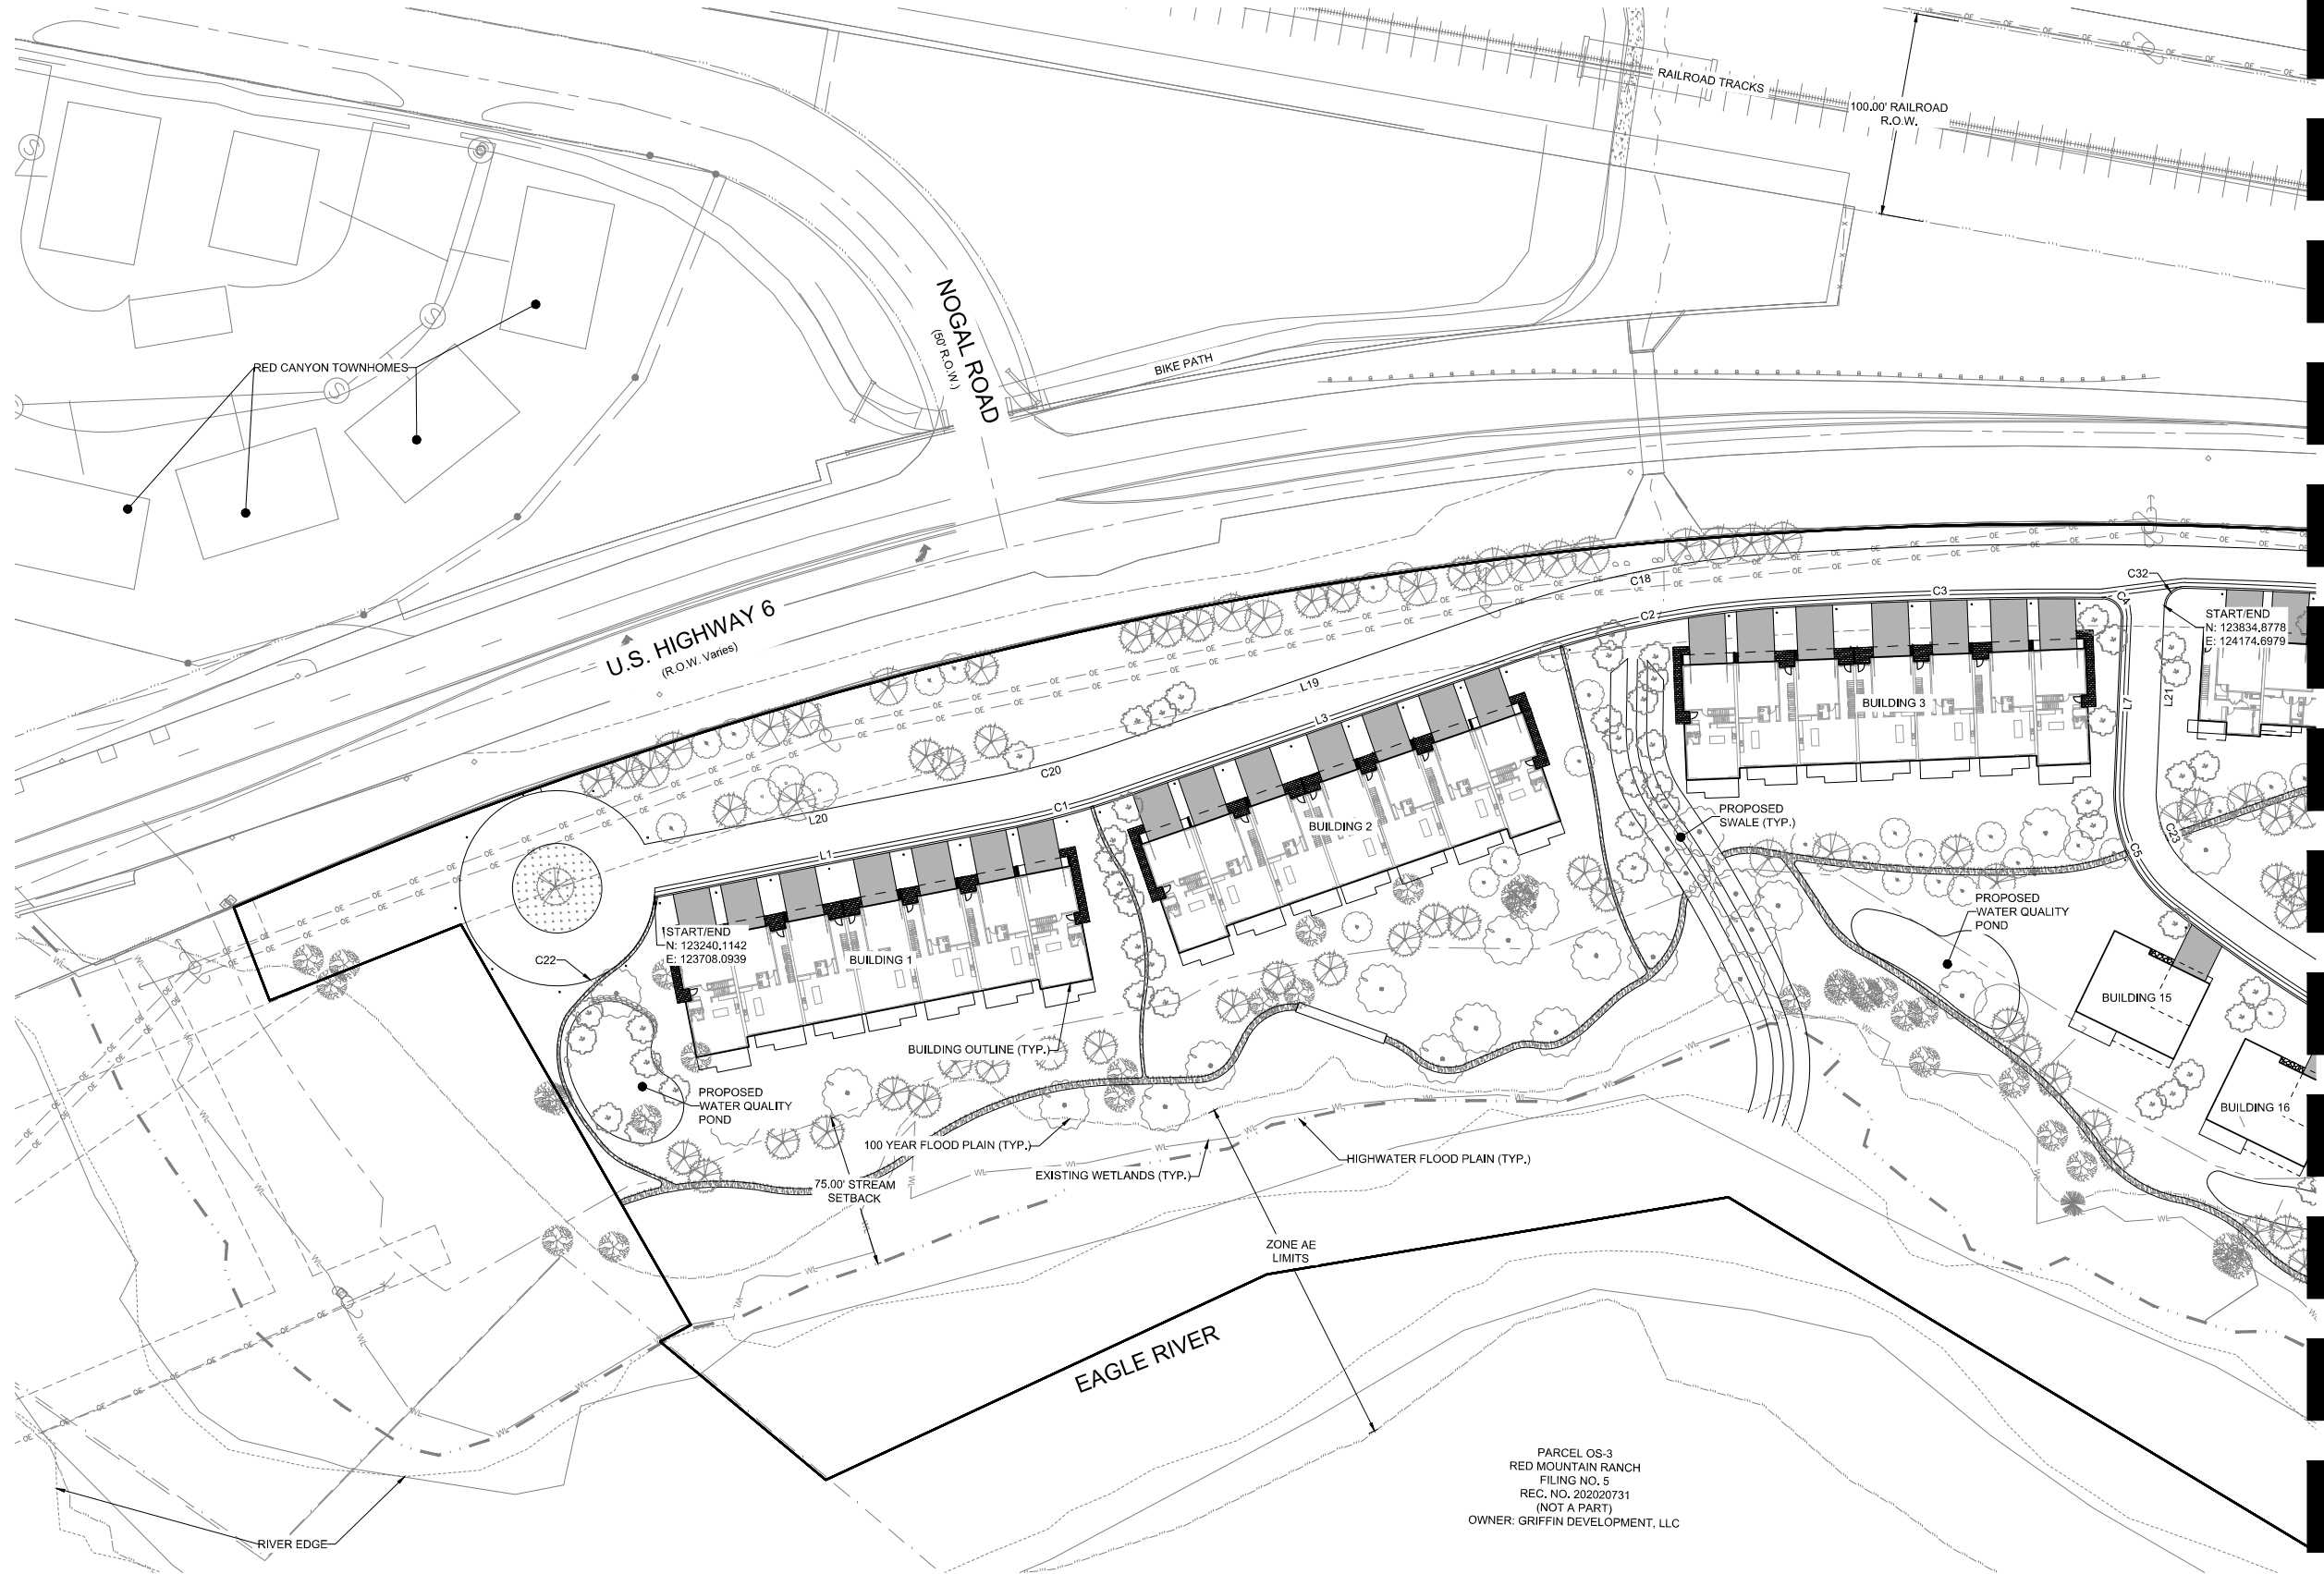 RAILROAD TRACKS
100.00' RAILROAD
R.O.W.
NOGAL ROAD
(50' R.O.W.)
BIKE PATH
RED CANYON TOWNHOMES
U.S. HIGHWAY 6
(R.O.W. Varies)
C18
C32
C2
C3
C4
START/END
N: 123834.8778
E: 124174.6979
L19
L3
L7
L21
BUILDING 3
C20
C1
L20
L1
BUILDING 2
PROPOSED
SWALE (TYP.)
C23
C5
START/END
N: 123240.1142
E: 123708.0939
C22
BUILDING 1
PROPOSED
WATER QUALITY
POND
BUILDING 15
BUILDING OUTLINE (TYP.)
PROPOSED
WATER QUALITY
POND
BUILDING 16
100 YEAR FLOOD PLAIN (TYP.)
HIGHWATER FLOOD PLAIN (TYP.)
EXISTING WETLANDS (TYP.)
75.00' STREAM
SETBACK
ZONE AE
LIMITS
EAGLE RIVER
RIVER EDGE
PARCEL OS-3
RED MOUNTAIN RANCH
FILING NO. 5
REC. NO. 202020731
(NOT A PART)
OWNER: GRIFFIN DEVELOPMENT, LLC